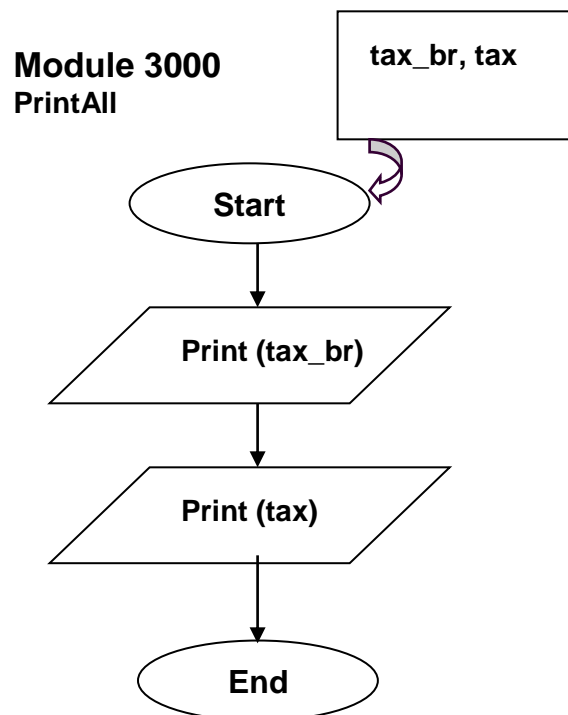 Module 3000
PrintAll
tax_br, tax
Start
Print (tax_br)
Print (tax)
End